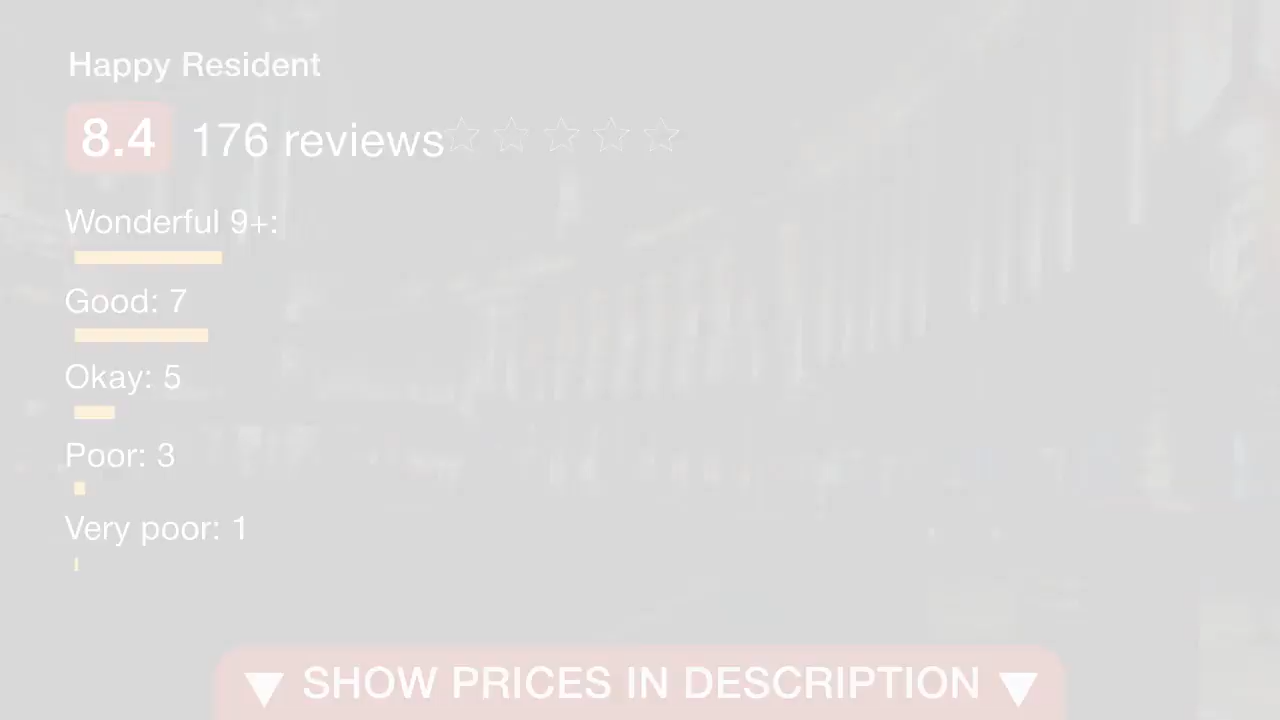 Happy Resident
8.4 176 reviews
Wonderful 9+:
Good: 7
Okay: 5
Poor: 3
Very poor: 1
SHOW PRICES IN DESCRIPTION